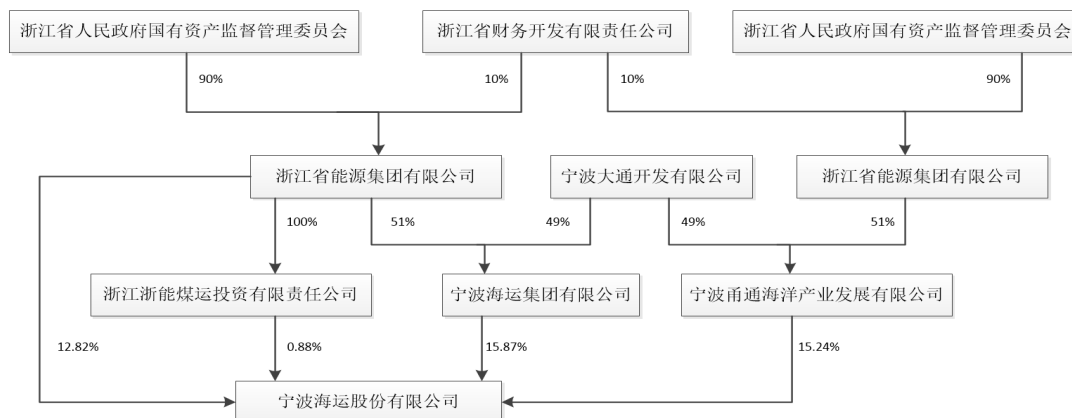 浙江省人民政府国有资产监督管理委员会
浙江省财务开发有限责任公司
浙江省人民政府国有资产监督管理委员会
90%
10%
10%
90%
浙江省能源集团有限公司
宁波大通开发有限公司
浙江省能源集团有限公司
100%
51%
49%
49%
51%
浙江浙能煤运投资有限责任公司
宁波海运集团有限公司
宁波甬通海洋产业发展有限公司
12.82%
0.88%
15.87%
15.24%
宁波海运股份有限公司